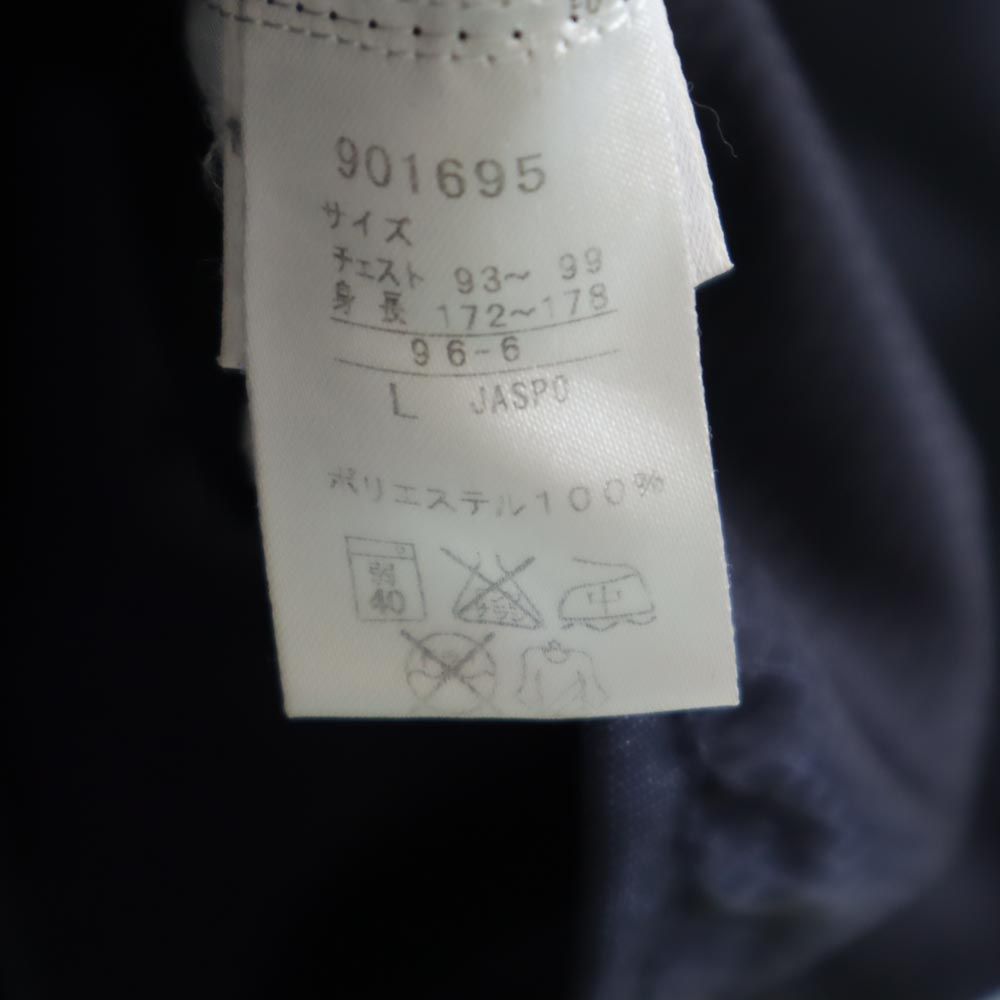 901695
サイズ
チェスト 93～ 99
身長 172～178
96-6
L JASPO
ポリエステル100%
40
中